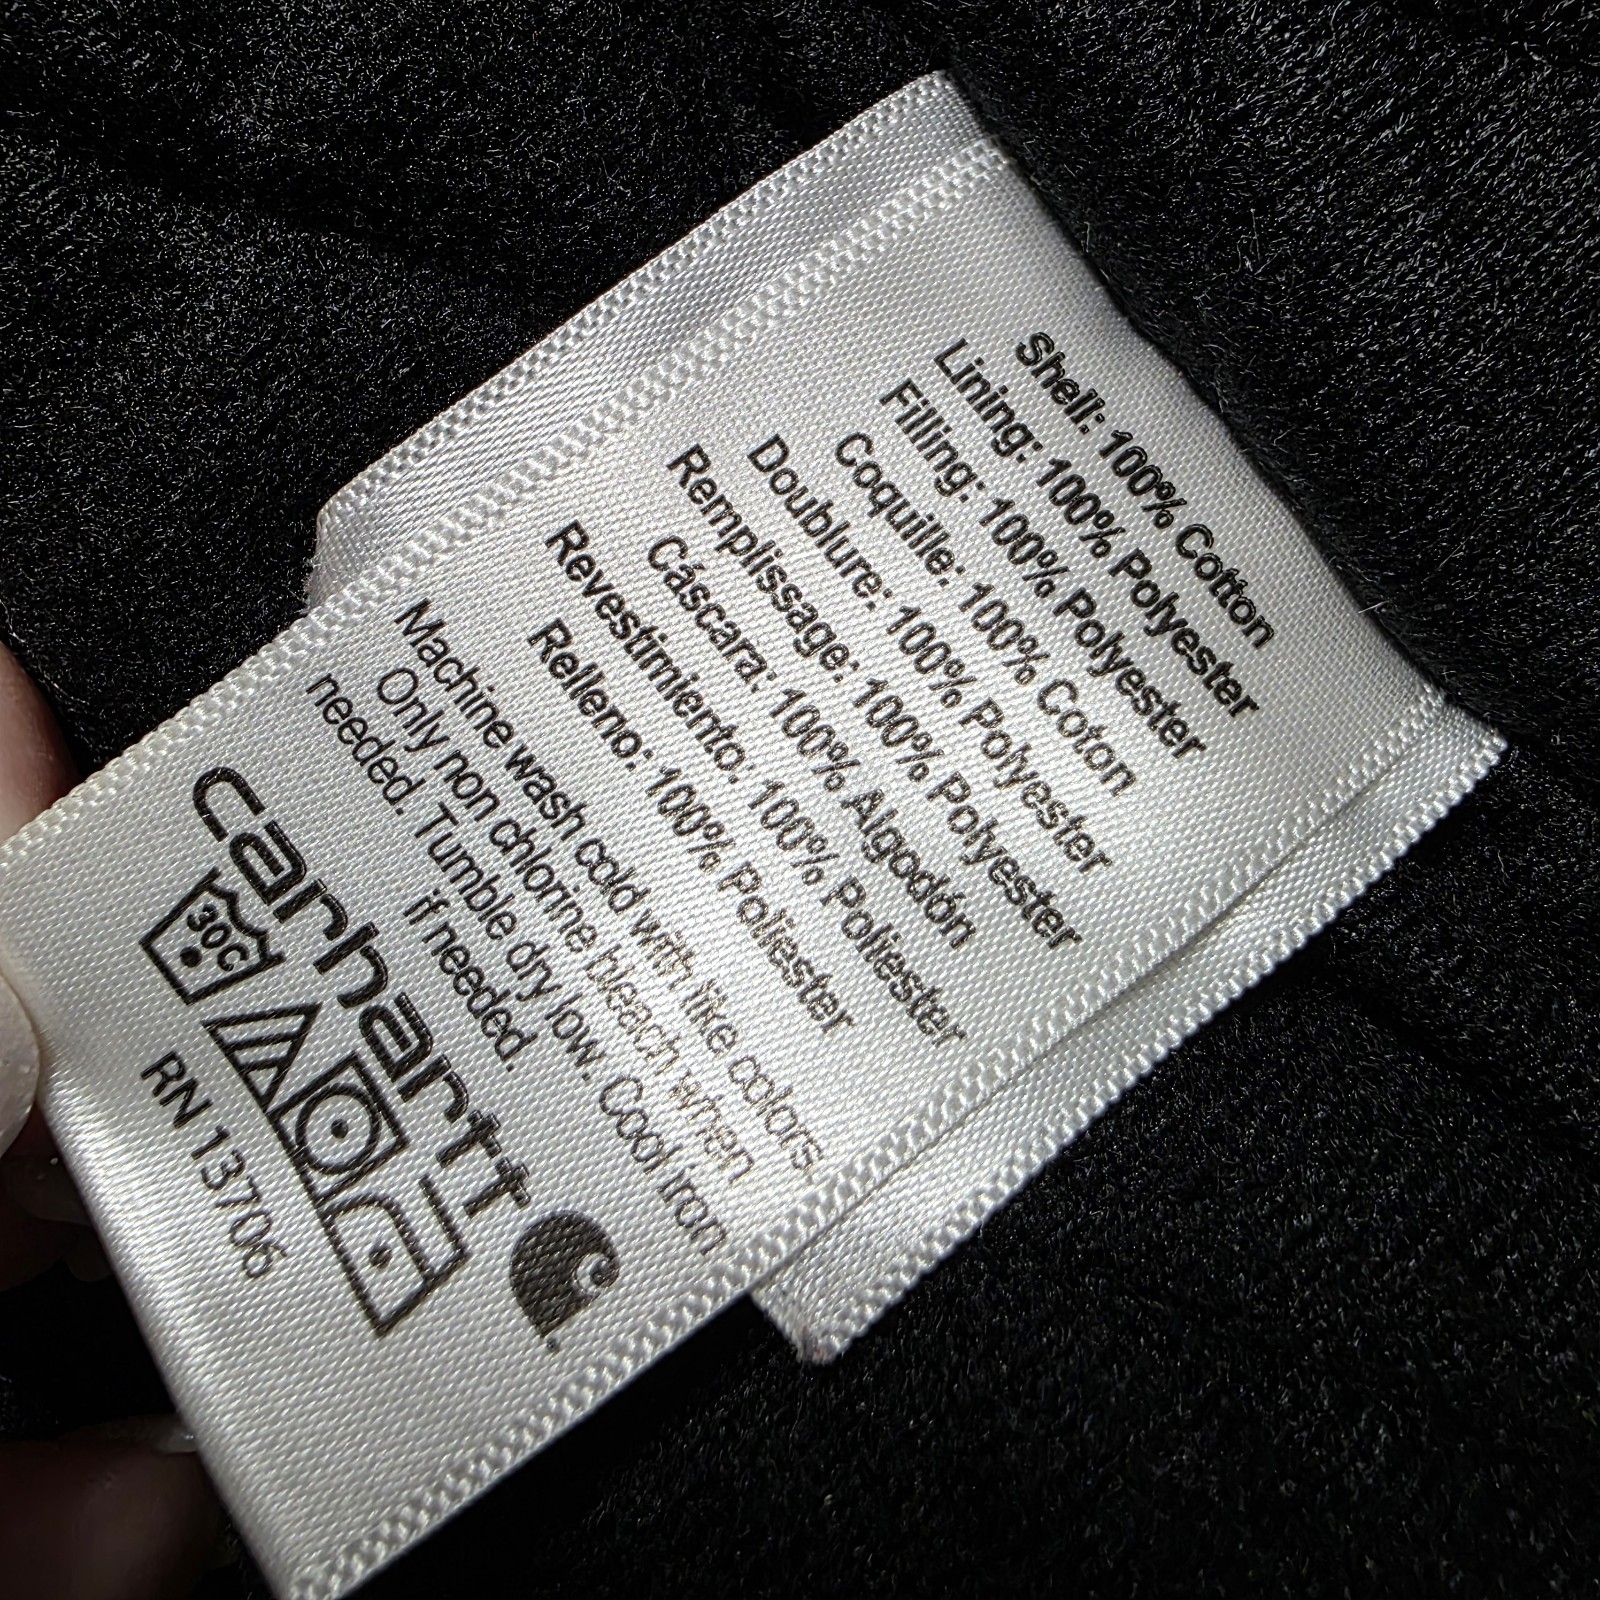 Shell: 100% Cotton
Lining: 100% Polyester
Filling: 100% Polyester
Coquille: 100% Coton
Doublure: 100% Polyester
Remplissage: 100% Polyester
Cáscara: 100% Algodón
Revestimiento: 100% Poliester
Relleno: 100% Poliester
Machine wash cold with like colors
Only non chlorine bleach when
needed. Tumble dry low. Cool iron
if needed.
carhartt
30C
RN 13706